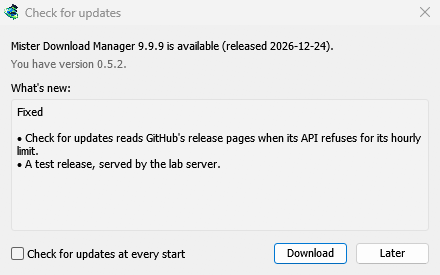 Check for updates
Mister Download Manager 9.9.9 is available (released 2026-12-24).
You have version 0.5.2.
What's new:
Fixed
• Check for updates reads GitHub's release pages when its API refuses for its hourly
limit.
• A test release, served by the lab server.
Check for updates at every start
Download
Later